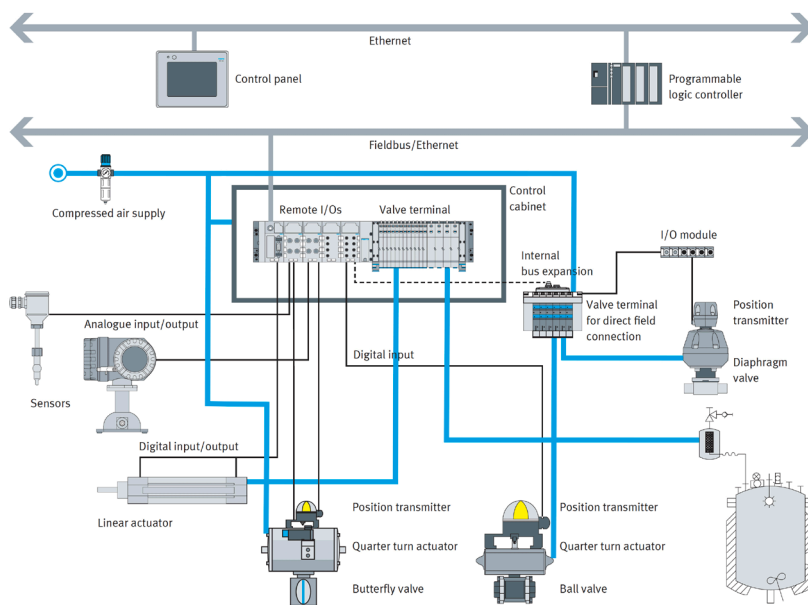 Ethernet
Control panel
Programmable
logic controller
Fieldbus/Ethernet
Compressed air supply
Control
cabinet
Remote I/Os
Valve terminal
I/O module
Internal
bus expansion
Valve terminal
for direct field
connection
Position
transmitter
Analogue input/output
Digital input
Diaphragm
valve
Sensors
Digital input/output
Linear actuator
Position transmitter
Position transmitter
Quarter turn actuator
Quarter turn actuator
Butterfly valve
Ball valve